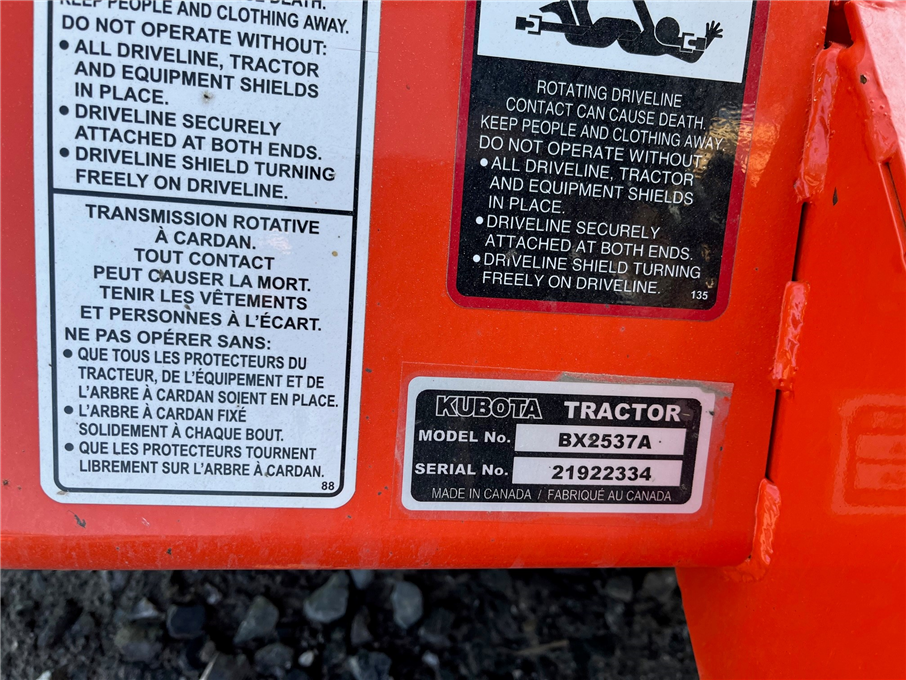 KEEP PEOPLE AND CLOTHING AWAY.
DO NOT OPERATE WITHOUT:
• ALL DRIVELINE, TRACTOR
AND EQUIPMENT SHIELDS
IN PLACE.
• DRIVELINE SECURELY
ATTACHED AT BOTH ENDS.
• DRIVELINE SHIELD TURNING
FREELY ON DRIVELINE.
TRANSMISSION ROTATIVE
À CARDAN.
TOUT CONTACT
PEUT CAUSER LA MORT.
TENIR LES VÊTEMENTS
ET PERSONNES À L'ÉCART.
NE PAS OPÉRER SANS:
• QUE TOUS LES PROTECTEURS DU
TRACTEUR, DE L'ÉQUIPEMENT ET DE
L'ARBRE À CARDAN SOIENT EN PLACE.
• L'ARBRE À CARDAN FIXÉ
SOLIDEMENT À CHAQUE BOUT.
• QUE LES PROTECTEURS TOURNENT
LIBREMENT SUR L'ARBRE À CARDAN.
88
ROTATING DRIVELINE
CONTACT CAN CAUSE DEATH.
KEEP PEOPLE AND CLOTHING AWAY.
DO NOT OPERATE WITHOUT:
• ALL DRIVELINE, TRACTOR
AND EQUIPMENT SHIELDS
IN PLACE.
• DRIVELINE SECURELY
ATTACHED AT BOTH ENDS.
• DRIVELINE SHIELD TURNING
FREELY ON DRIVELINE.
135
KUBOTA TRACTOR
MODEL No. BX2537A
SERIAL No. 21922334
MADE IN CANADA / FABRIQUÉ AU CANADA